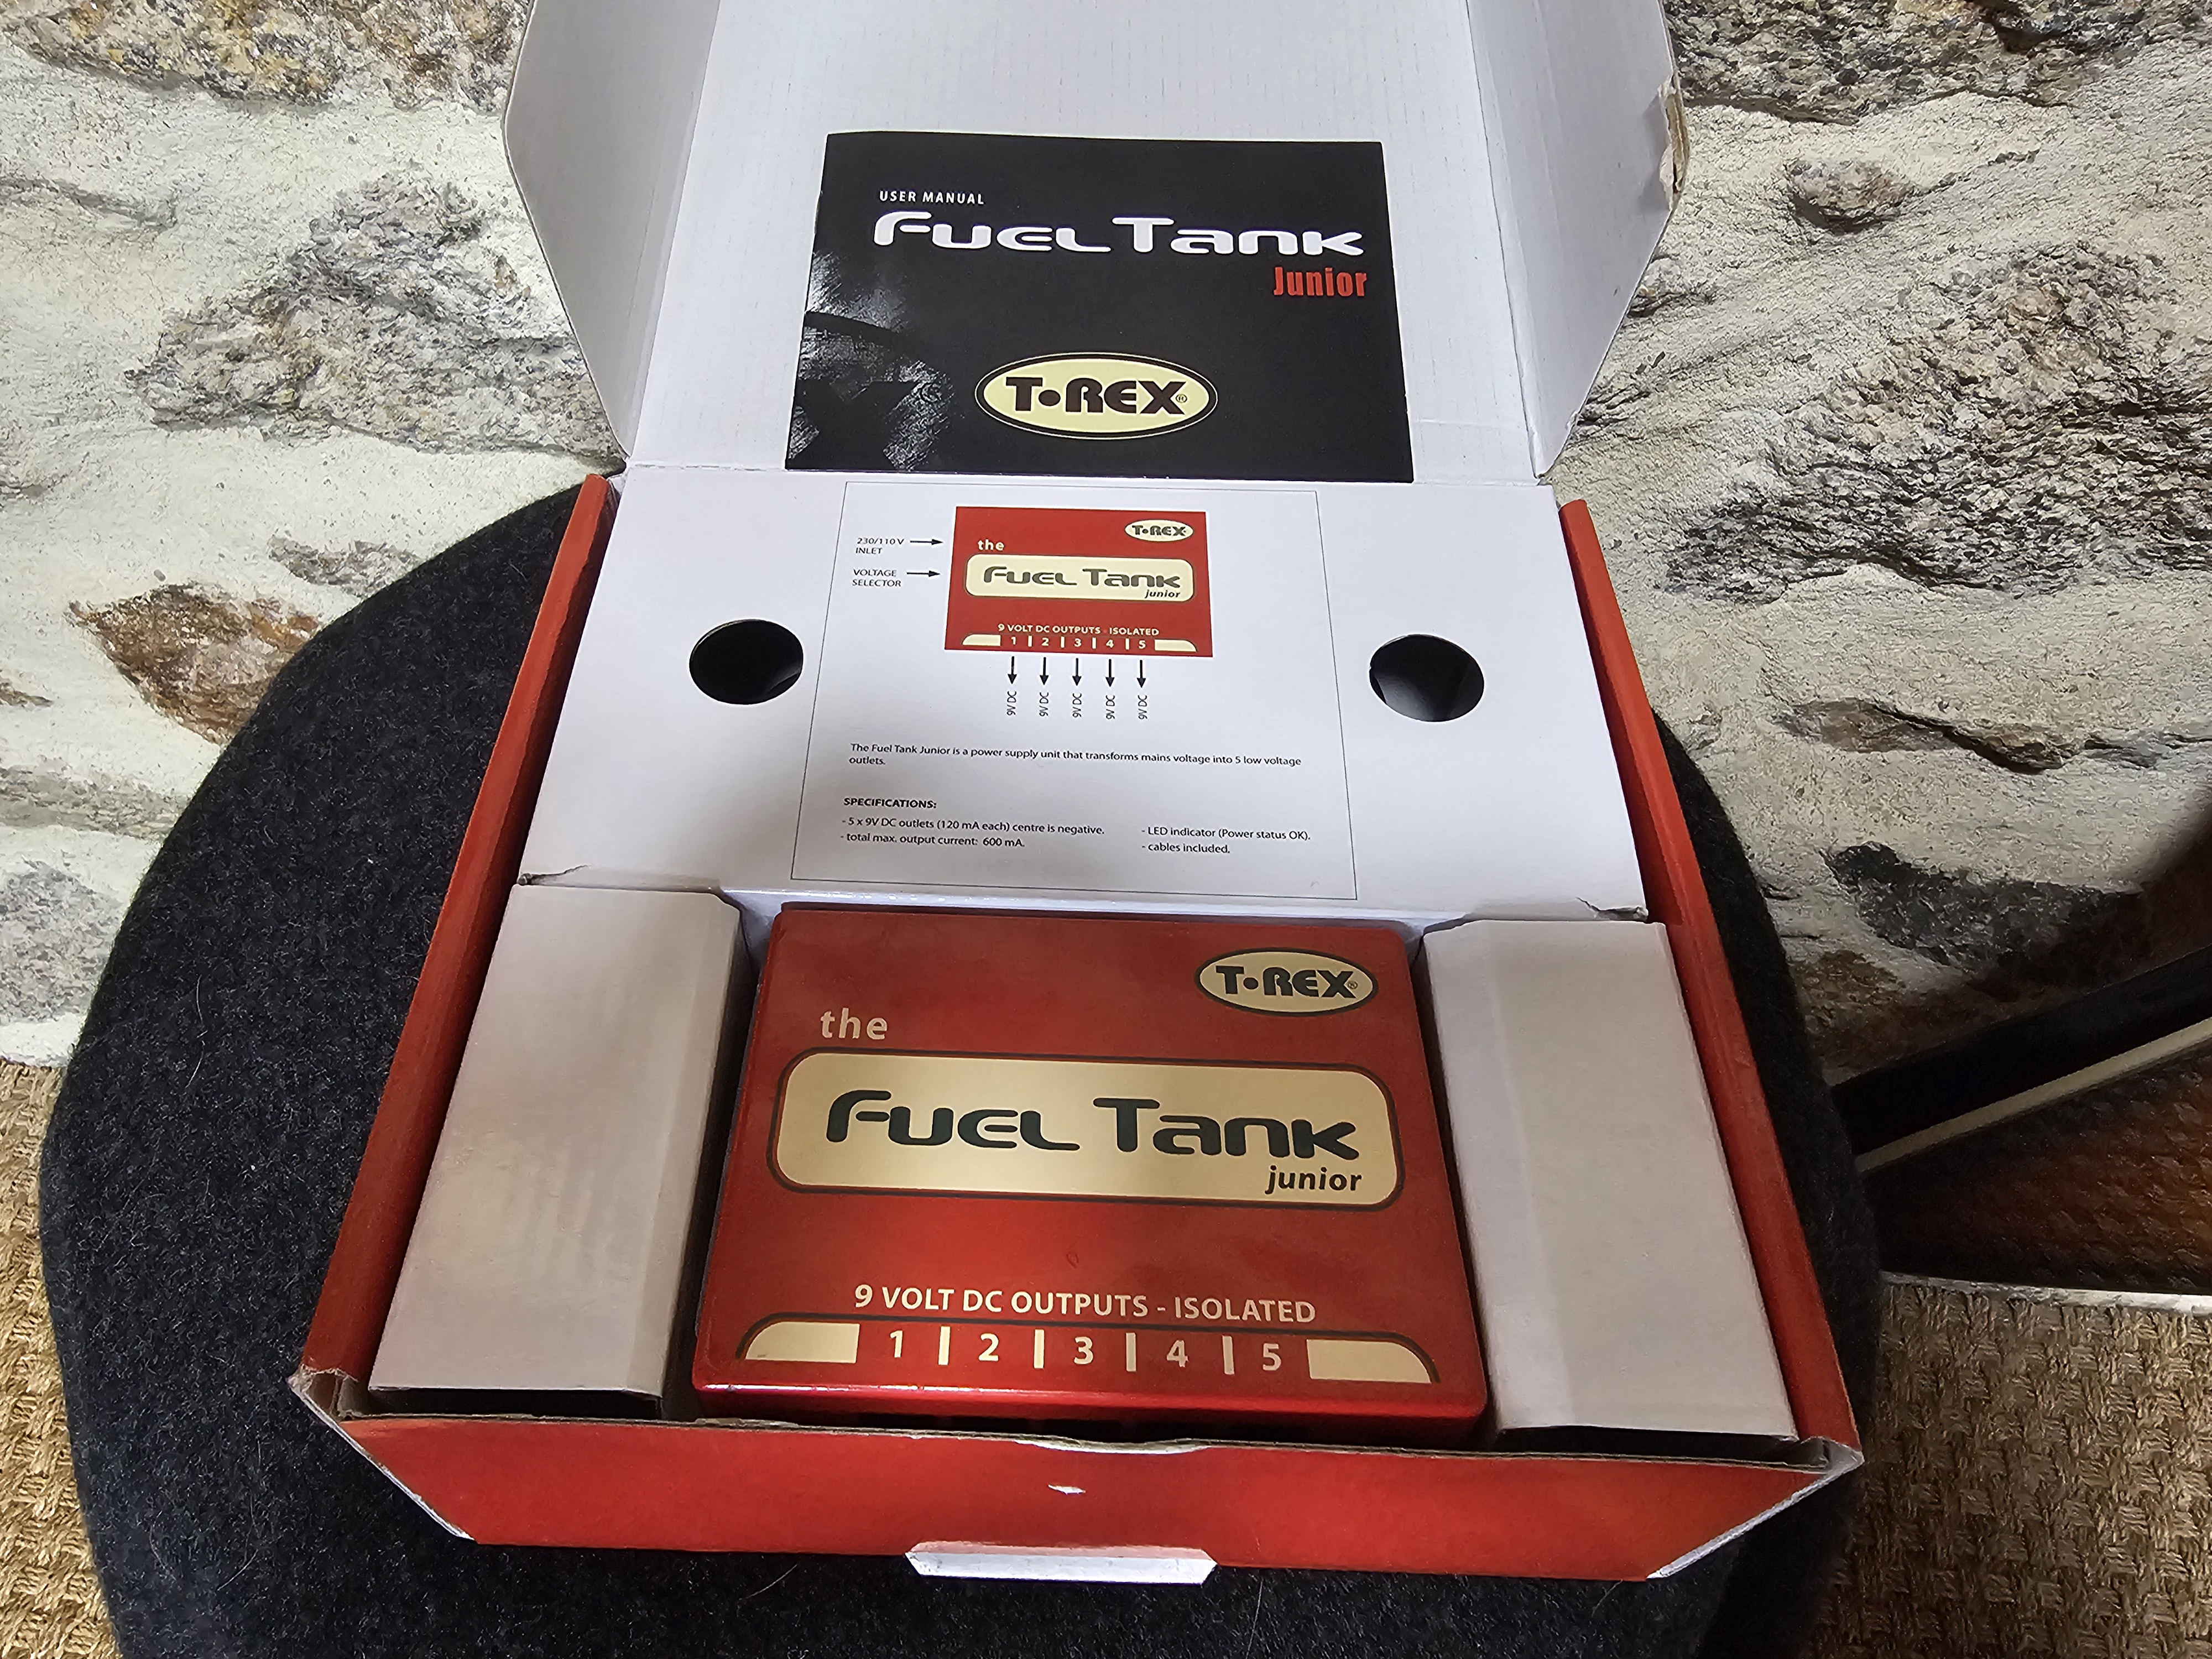 USER MANUAL
Fuel Tank
Junior
T•REX®
230/110 V
INLET
VOLTAGE
SELECTOR
T•REX
the
Fuel Tank
junior
9 VOLT DC OUTPUTS - ISOLATED
1 | 2 | 3 | 4 | 5
9V DC 9V DC 9V DC 9V DC 9V DC
The Fuel Tank Junior is a power supply unit that transforms mains voltage into 5 low voltage
outlets.
SPECIFICATIONS:
- 5 x 9V DC outlets (120 mA each) centre is negative.
- total max. output current: 600 mA.
- LED indicator (Power status OK).
- cables included.
T•REX®
the
Fuel Tank
junior
9 VOLT DC OUTPUTS - ISOLATED
1 | 2 | 3 | 4 | 5